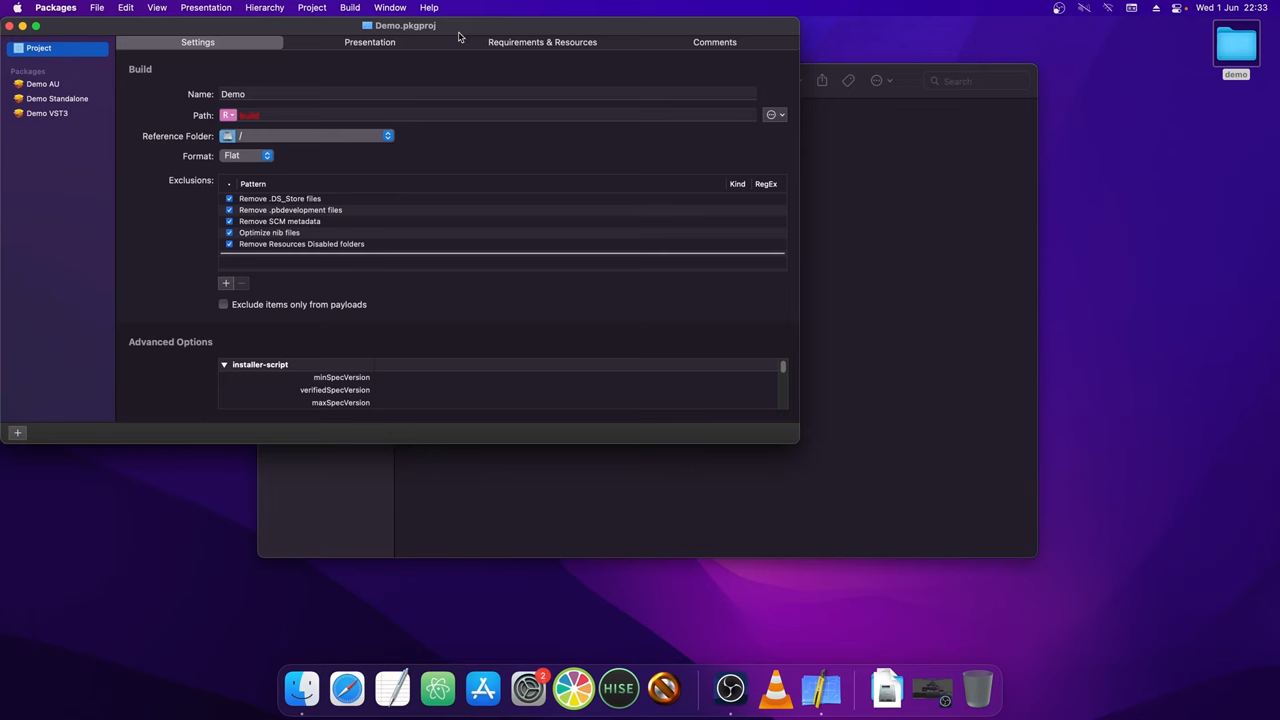 Packages File Edit View Presentation Hierarchy Project Build Window Help Wed 1 Jun 22:33
Demo.pkgproj
Project
Settings Presentation Requirements & Resources Comments
Packages
Demo AU
Demo Standalone
Demo VST3
Build
Name: Demo
Path: R build
Reference Folder: /
Format: Flat
Exclusions: Pattern Kind RegEx
Remove .DS_Store files
Remove .pbdevelopment files
Remove SCM metadata
Optimize nib files
Remove Resources Disabled folders
Exclude items only from payloads
Advanced Options
installer-script
minSpecVersion
verifiedSpecVersion
maxSpecVersion
Search
demo
2
HISE